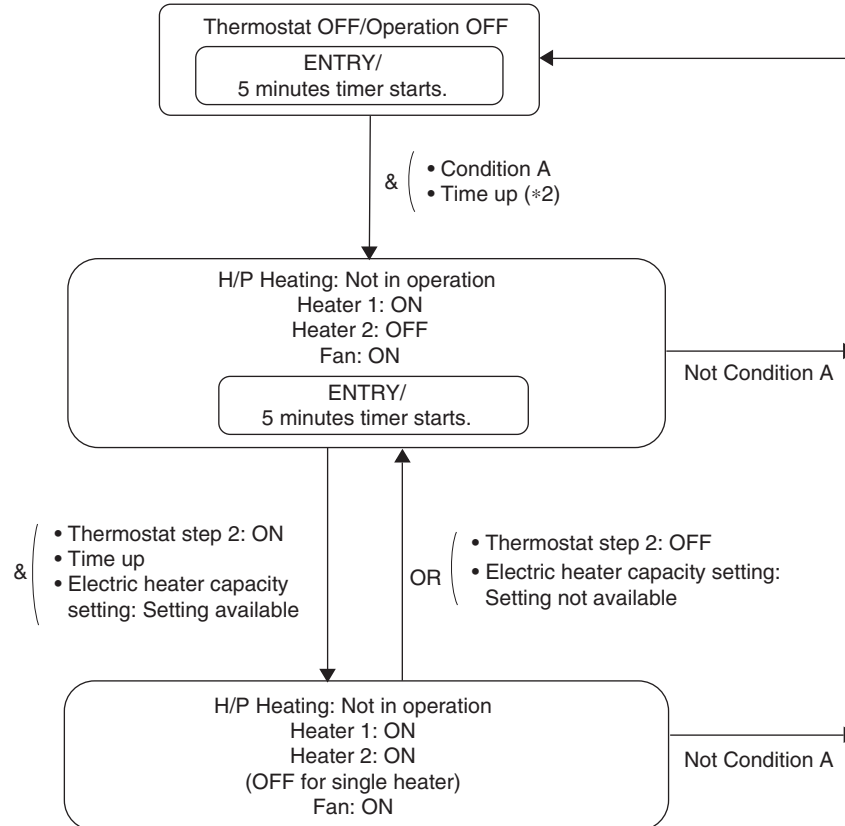 Thermostat OFF/Operation OFF
ENTRY/
5 minutes timer starts.
&
• Condition A
• Time up (*2)
H/P Heating: Not in operation
Heater 1: ON
Heater 2: OFF
Fan: ON
ENTRY/
5 minutes timer starts.
Not Condition A
&
• Thermostat step 2: ON
• Time up
• Electric heater capacity
setting: Setting available
OR
• Thermostat step 2: OFF
• Electric heater capacity setting:
Setting not available
H/P Heating: Not in operation
Heater 1: ON
Heater 2: ON
(OFF for single heater)
Fan: ON
Not Condition A